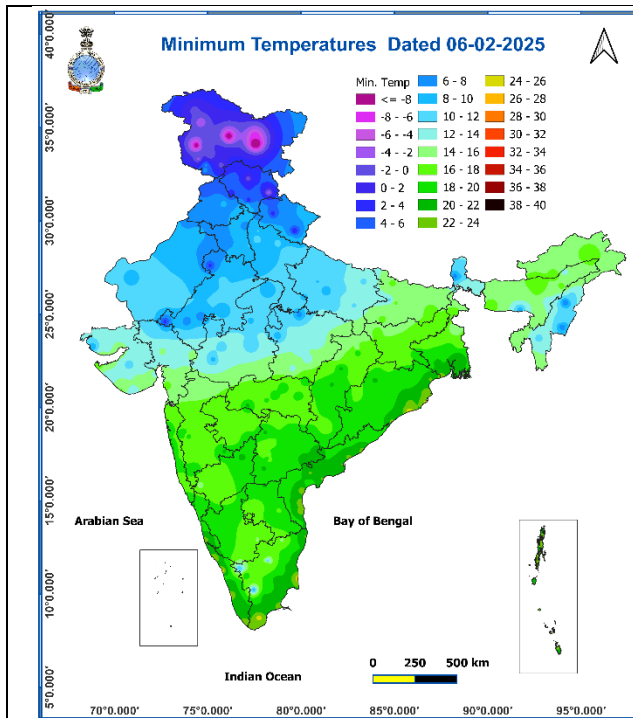 Minimum Temperatures Dated 06-02-2025
Min. Temp
<= -8
-8 - -6
-6 - -4
-4 - -2
-2 - 0
0 - 2
2 - 4
4 - 6
6 - 8
8 - 10
10 - 12
12 - 14
14 - 16
16 - 18
18 - 20
20 - 22
22 - 24
24 - 26
26 - 28
28 - 30
30 - 32
32 - 34
34 - 36
36 - 38
38 - 40
40°0.000'
35°0.000'
30°0.000'
25°0.000'
20°0.000'
15°0.000'
10°0.000'
5°0.000'
Arabian Sea
Bay of Bengal
Indian Ocean
0 250 500 km
70°0.000' 75°0.000' 80°0.000' 85°0.000' 90°0.000' 95°0.000'